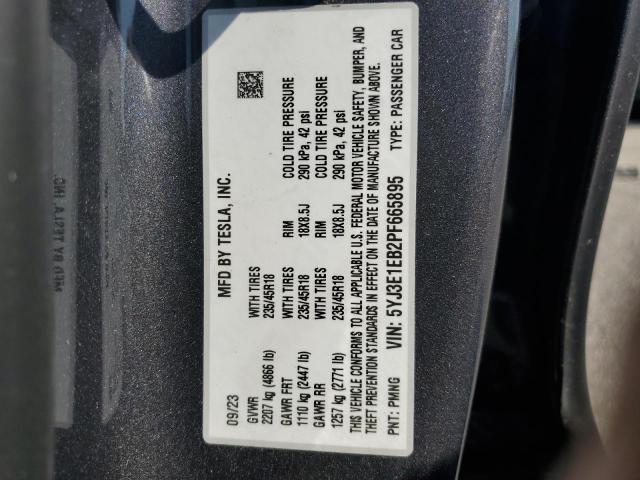 09/23 MFD BY TESLA, INC.
GVWR WITH TIRES
2207 kg (4866 lb) 235/45R18
GAWR FRT WITH TIRES RIM COLD TIRE PRESSURE
1110 kg (2447 lb) 235/45R18 18X8.5J 290 kPa, 42 psi
GAWR RR WITH TIRES RIM COLD TIRE PRESSURE
1257 kg (2771 lb) 235/45R18 18X8.5J 290 kPa, 42 psi
THIS VEHICLE CONFORMS TO ALL APPLICABLE U.S. FEDERAL MOTOR VEHICLE SAFETY, BUMPER, AND
THEFT PREVENTION STANDARDS IN EFFECT ON THE DATE OF MANUFACTURE SHOWN ABOVE.
PNT: PMNG VIN: 5YJ3E1EB2PF665895 TYPE: PASSENGER CAR
MFD BY TESLA, INC.